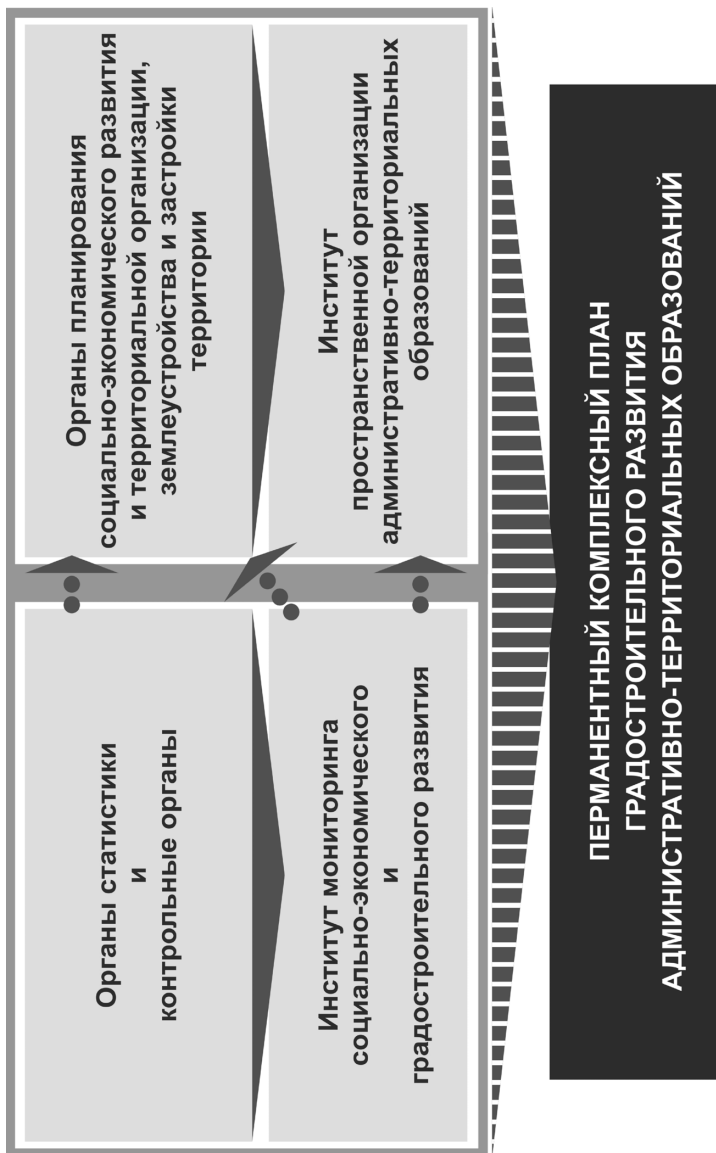 Органы статистики
и
контрольные органы
Органы планирования
социально-экономического развития
и территориальной организации,
землеустройства и застройки
территории
Институт мониторинга
социально-экономического
и
градостроительного развития
Институт
пространственной организации
административно-территориальных
образований
ПЕРМАНЕНТНЫЙ КОМПЛЕКСНЫЙ ПЛАН
ГРАДОСТРОИТЕЛЬНОГО РАЗВИТИЯ
АДМИНИСТРАТИВНО-ТЕРРИТОРИАЛЬНЫХ ОБРАЗОВАНИЙ